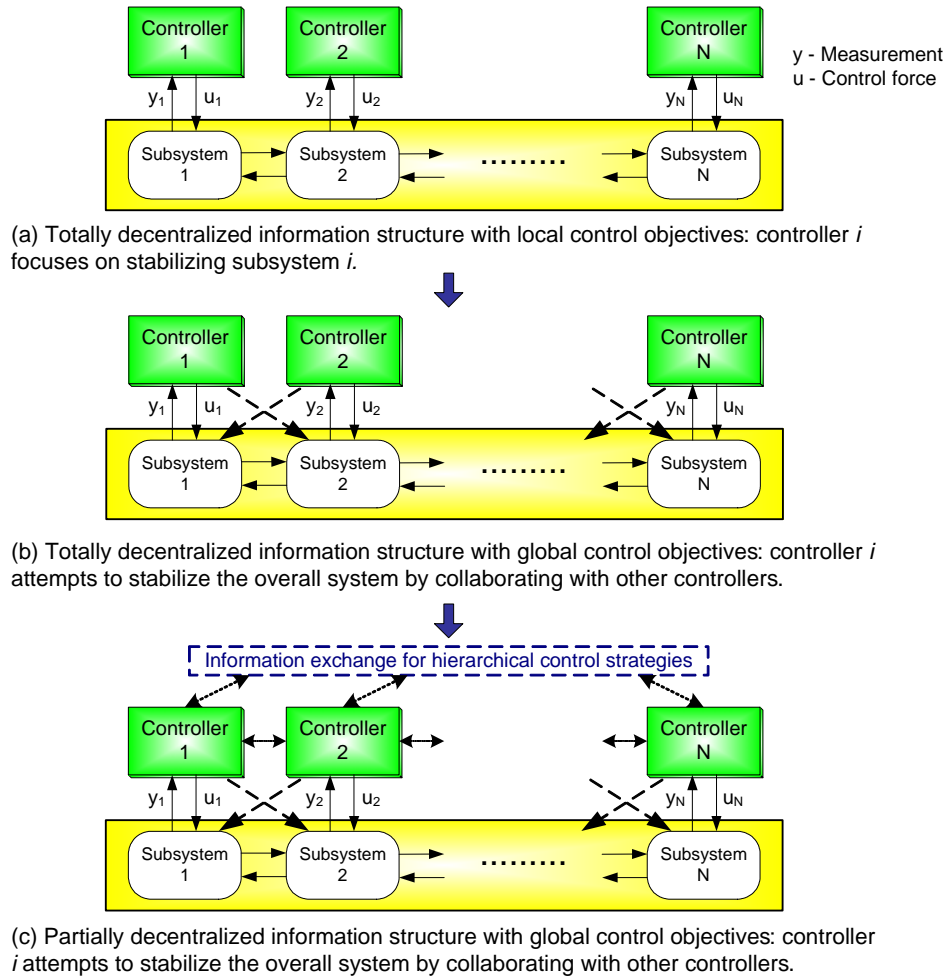 Controller
1
Controller
2
Controller
N
y - Measurement
u - Control force
y1 u1 y2 u2 yN uN
Subsystem
1
Subsystem
2
.........
Subsystem
N
(a) Totally decentralized information structure with local control objectives: controller i
focuses on stabilizing subsystem i.
Controller
1
Controller
2
Controller
N
y1 u1 y2 u2 yN uN
Subsystem
1
Subsystem
2
.........
Subsystem
N
(b) Totally decentralized information structure with global control objectives: controller i
attempts to stabilize the overall system by collaborating with other controllers.
Information exchange for hierarchical control strategies
Controller
1
Controller
2
Controller
N
y1 u1 y2 u2 yN uN
Subsystem
1
Subsystem
2
.........
Subsystem
N
(c) Partially decentralized information structure with global control objectives: controller
i attempts to stabilize the overall system by collaborating with other controllers.